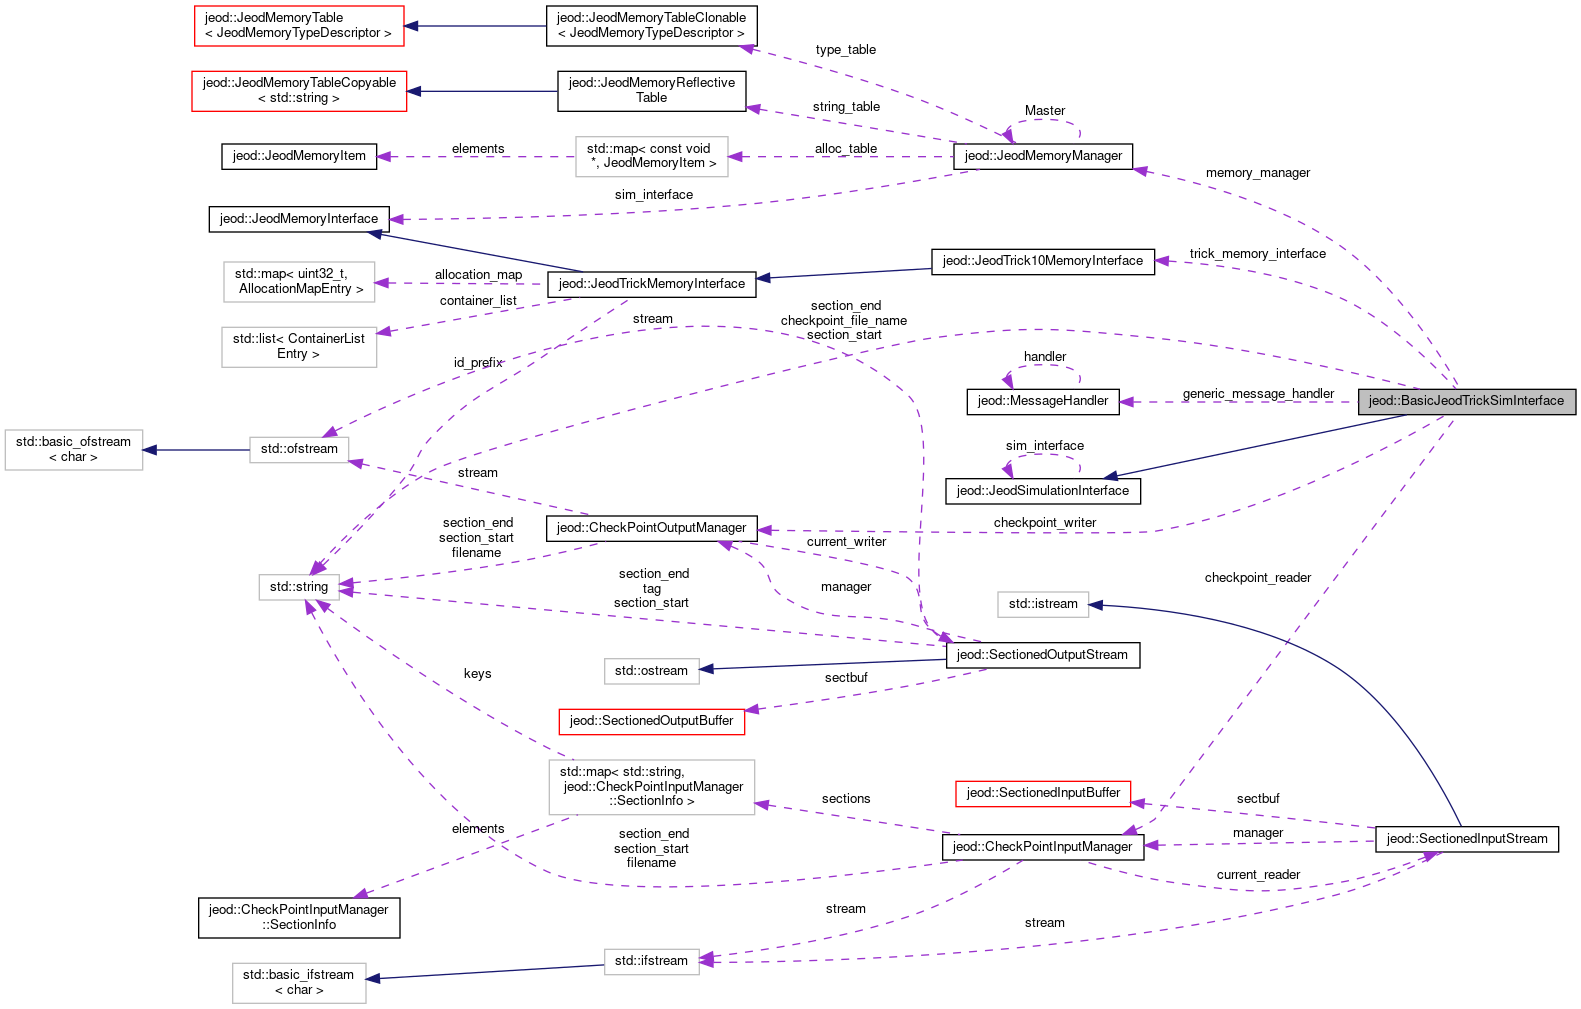 jeod::JeodMemoryTable
< JeodMemoryTypeDescriptor >
jeod::JeodMemoryTableClonable
< JeodMemoryTypeDescriptor >
type_table
jeod::JeodMemoryTableCopyable
< std::string >
jeod::JeodMemoryReflective
Table
string_table
Master
jeod::JeodMemoryItem
elements
std::map< const void
*, JeodMemoryItem >
alloc_table
jeod::JeodMemoryManager
memory_manager
sim_interface
jeod::JeodMemoryInterface
std::map< uint32_t,
AllocationMapEntry >
allocation_map
jeod::JeodTrickMemoryInterface
jeod::JeodTrick10MemoryInterface
trick_memory_interface
container_list
std::list< ContainerList
Entry >
stream
section_end
checkpoint_file_name
section_start
id_prefix
handler
jeod::MessageHandler
generic_message_handler
jeod::BasicJeodTrickSimInterface
std::basic_ofstream
< char >
std::ofstream
stream
sim_interface
jeod::JeodSimulationInterface
section_end
section_start
filename
jeod::CheckPointOutputManager
checkpoint_writer
current_writer
std::string
section_end
tag
section_start
manager
checkpoint_reader
std::istream
jeod::SectionedOutputStream
std::ostream
sectbuf
keys
jeod::SectionedOutputBuffer
std::map< std::string,
jeod::CheckPointInputManager
::SectionInfo >
sections
jeod::SectionedInputBuffer
sectbuf
elements
section_end
section_start
filename
jeod::CheckPointInputManager
manager
jeod::SectionedInputStream
current_reader
jeod::CheckPointInputManager
::SectionInfo
stream
stream
std::ifstream
std::basic_ifstream
< char >